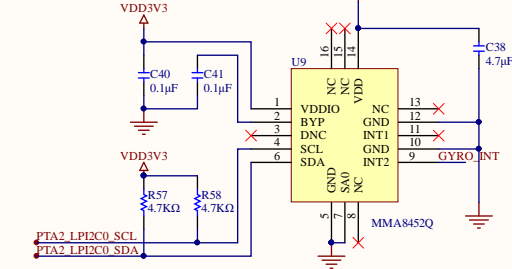 VDD3V3
C40
0.1µF
C41
0.1µF
U9
16
15
14
NC
NC
VDD
C38
4.7µ
1
VDDIO
2
BYP
3
DNC
4
SCL
6
SDA
NC
13
GND
12
INT1
11
GND
10
INT2
9
GYRO_INT
GND
SA0
NC
5
7
8
MMA8452Q
VDD3V3
R57
4.7KΩ
R58
4.7KΩ
PTA2_LPI2C0_SCL
PTA2_LPI2C0_SDA